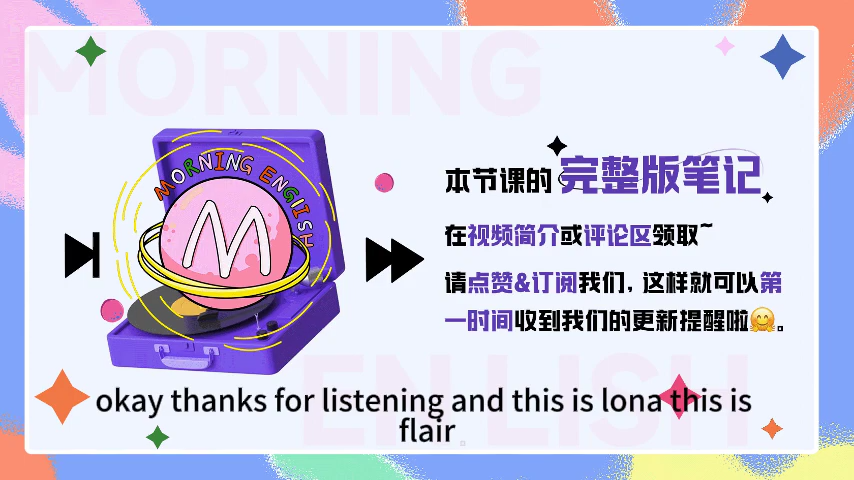 MORNING
MORNING ENGLISH
M
本节课的 完整版笔记
在视频简介或评论区领取~
请点赞&订阅我们，这样就可以第
一时间收到我们的更新提醒啦🤗。
EN LISH
okay thanks for listening and this is lona this is
flair